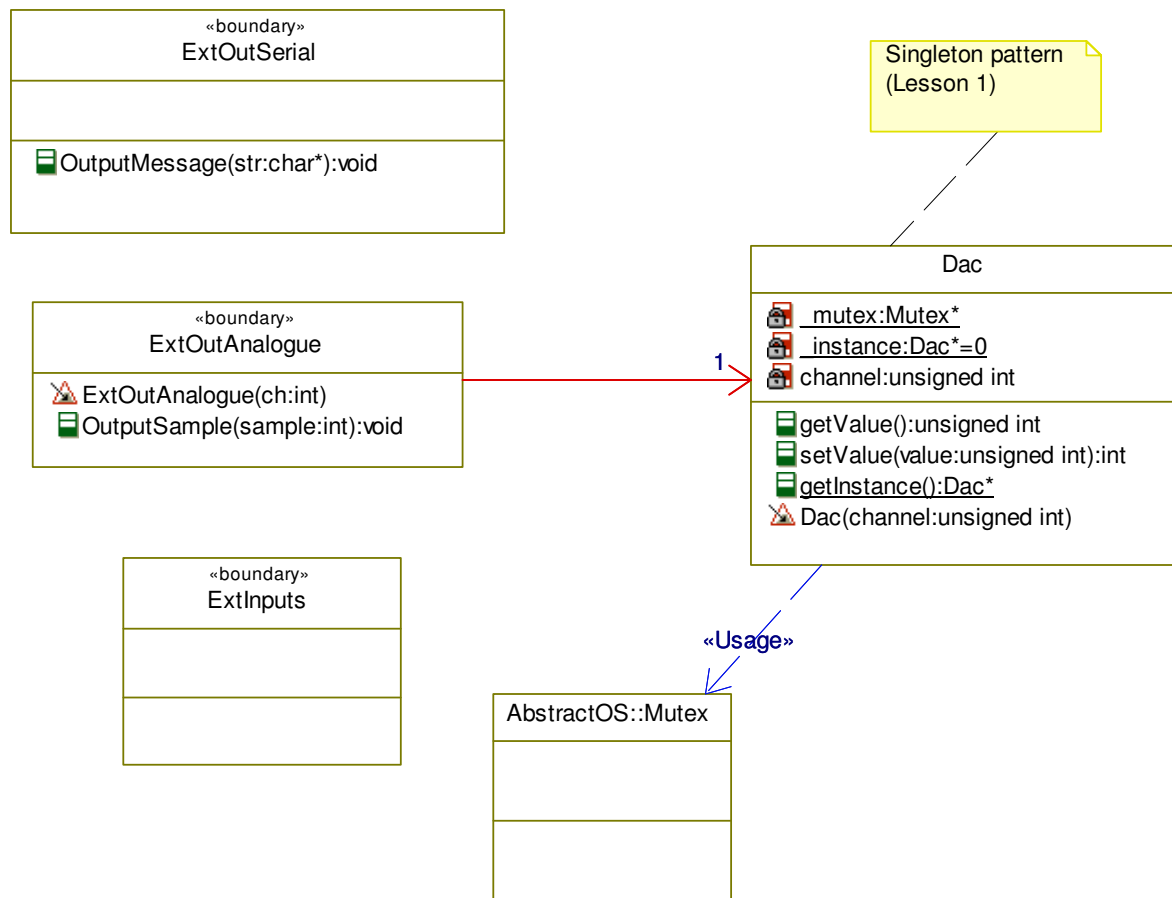 «boundary»
ExtOutSerial
OutputMessage(str:char*):void
Singleton pattern
(Lesson 1)
«boundary»
ExtOutAnalogue
ExtOutAnalogue(ch:int)
OutputSample(sample:int):void
1
Dac
_mutex:Mutex*
_instance:Dac*=0
channel:unsigned int
getValue():unsigned int
setValue(value:unsigned int):int
getInstance():Dac*
Dac(channel:unsigned int)
«boundary»
ExtInputs
«Usage»
AbstractOS::Mutex